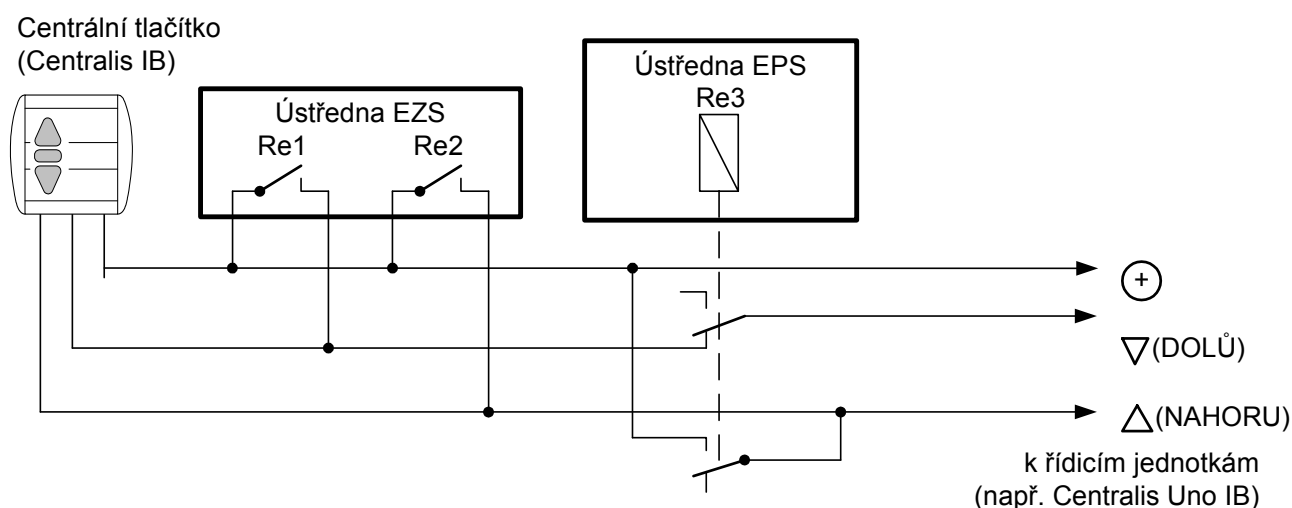 Centrální tlačítko
(Centralis IB)
Ústředna EZS
Re1
Re2
Ústředna EPS
Re3
+
(DOLŮ)
(NAHORU)
k řídicím jednotkám
(např. Centralis Uno IB)